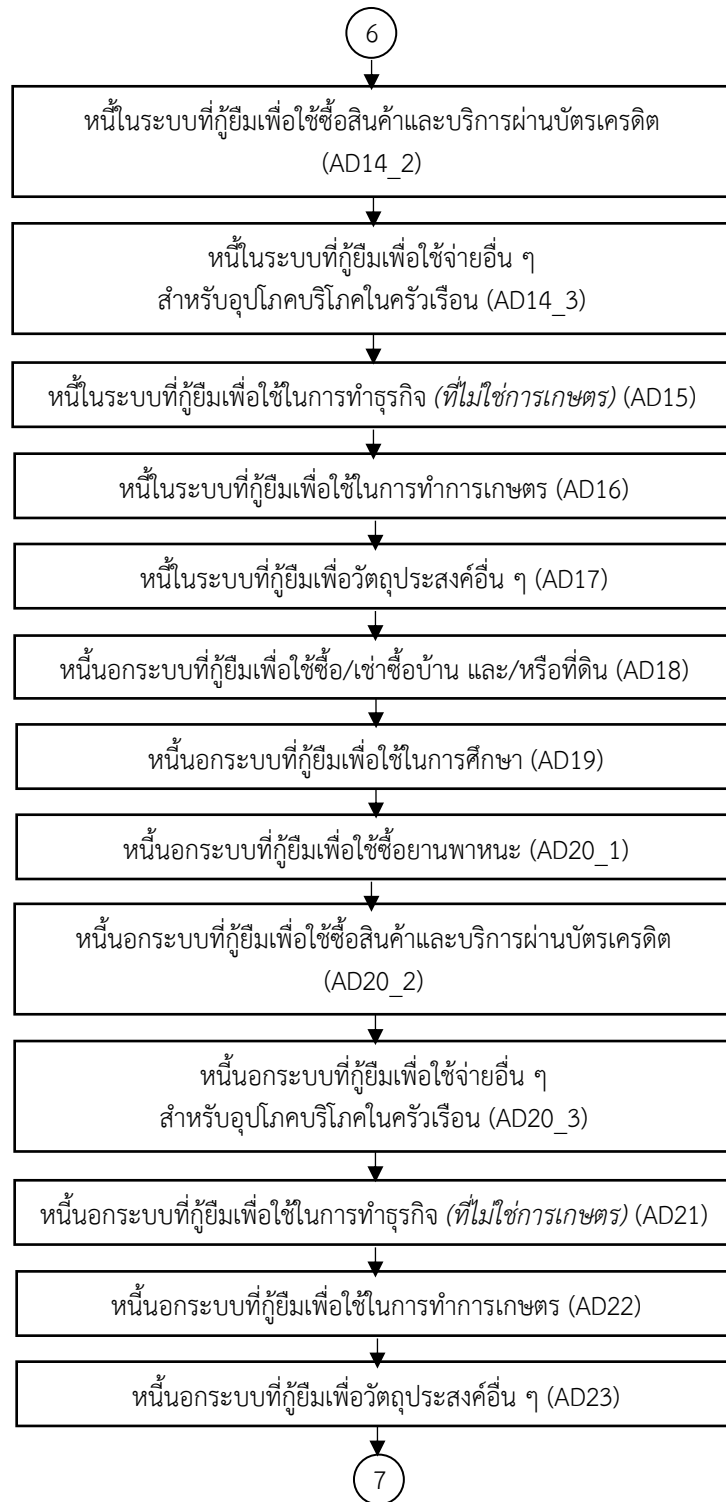 6
หนี้ในระบบที่กู้ยืมเพื่อใช้ซื้อสินค้าและบริการผ่านบัตรเครดิต
(AD14_2)
หนี้ในระบบที่กู้ยืมเพื่อใช้จ่ายอื่น ๆ
สำหรับอุปโภคบริโภคในครัวเรือน (AD14_3)
หนี้ในระบบที่กู้ยืมเพื่อใช้ในการทำธุรกิจ (ที่ไม่ใช่การเกษตร) (AD15)
หนี้ในระบบที่กู้ยืมเพื่อใช้ในการทำการเกษตร (AD16)
หนี้ในระบบที่กู้ยืมเพื่อวัตถุประสงค์อื่น ๆ (AD17)
หนี้นอกระบบที่กู้ยืมเพื่อใช้ซื้อ/เช่าซื้อบ้าน และ/หรือที่ดิน (AD18)
หนี้นอกระบบที่กู้ยืมเพื่อใช้ในการศึกษา (AD19)
หนี้นอกระบบที่กู้ยืมเพื่อใช้ซื้อยานพาหนะ (AD20_1)
หนี้นอกระบบที่กู้ยืมเพื่อใช้ซื้อสินค้าและบริการผ่านบัตรเครดิต
(AD20_2)
หนี้นอกระบบที่กู้ยืมเพื่อใช้จ่ายอื่น ๆ
สำหรับอุปโภคบริโภคในครัวเรือน (AD20_3)
หนี้นอกระบบที่กู้ยืมเพื่อใช้ในการทำธุรกิจ (ที่ไม่ใช่การเกษตร) (AD21)
หนี้นอกระบบที่กู้ยืมเพื่อใช้ในการทำการเกษตร (AD22)
หนี้นอกระบบที่กู้ยืมเพื่อวัตถุประสงค์อื่น ๆ (AD23)
7